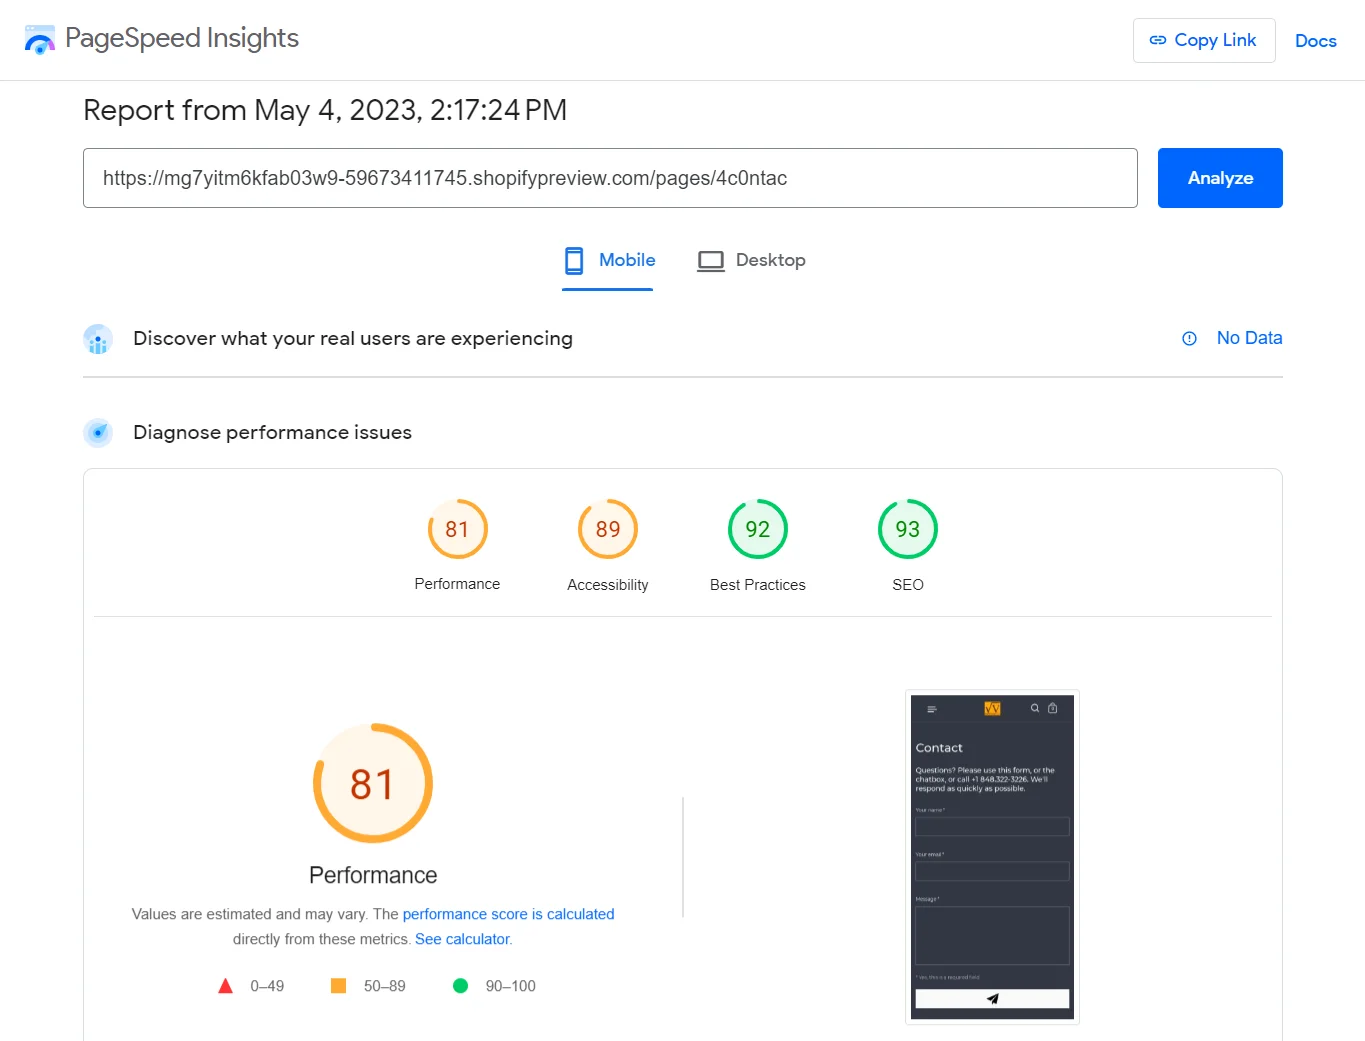 PageSpeed Insights
Copy Link
Docs
Report from May 4, 2023, 2:17:24 PM
https://mg7yitm6kfab03w9-59673411745.shopifypreview.com/pages/4c0ntac
Analyze
Mobile
Desktop
Discover what your real users are experiencing
No Data
Diagnose performance issues
81
89
92
93
Performance
Accessibility
Best Practices
SEO
81
Performance
Values are estimated and may vary. The performance score is calculated
directly from these metrics. See calculator.
0–49
50–89
90–100
Contact
Questions? Please use this form, or the
chatbox, or call +1 848.322-3226. We'll
respond as quickly as possible.
Your name *
Your email *
Message *
* Yes, this is a required field